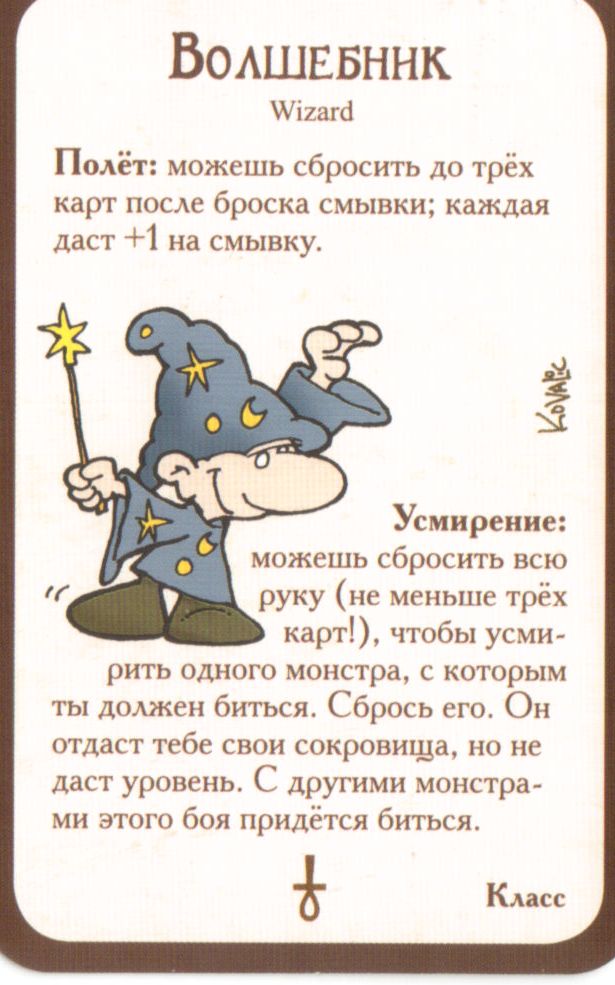 Волшебник
Wizard
Полёт: можешь сбросить до трёх
карт после броска смывки; каждая
даст +1 на смывку.
Kovalic
Усмирение:
можешь сбросить всю
руку (не меньше трёх
карт!), чтобы усми-
рить одного монстра, с которым
ты должен биться. Сбрось его. Он
отдаст тебе свои сокровища, но не
даст уровень. С другими монстра-
ми этого боя придётся биться.
Класс